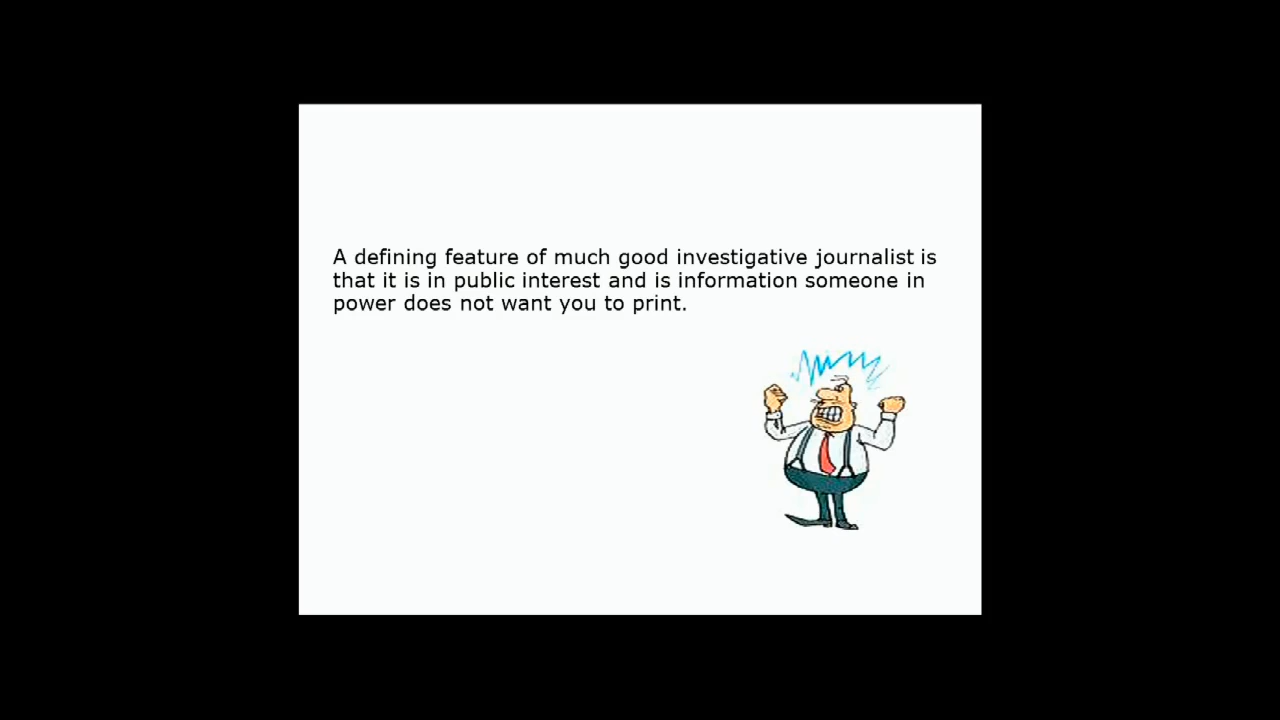 A defining feature of much good investigative journalist is
that it is in public interest and is information someone in
power does not want you to print.